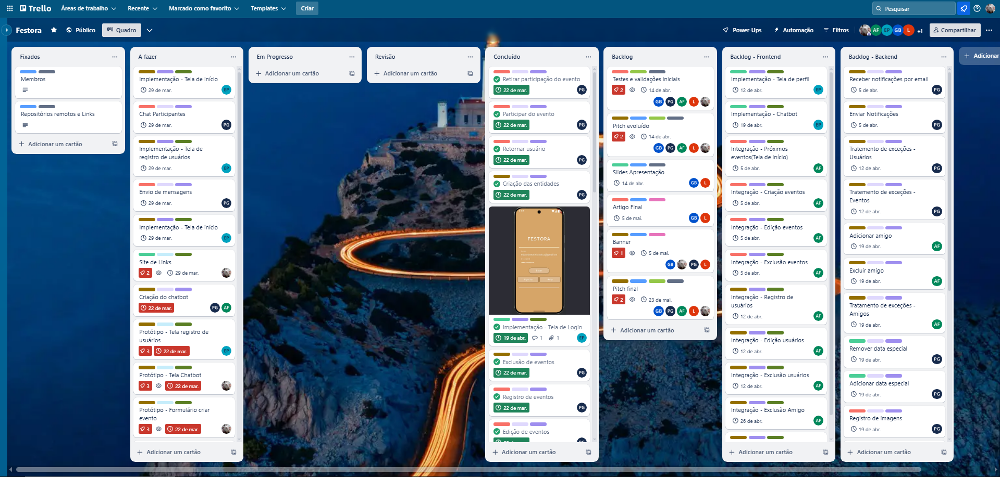 Trello
Áreas de trabalho
Recente
Marcado como favorito
Templates
Criar
Pesquisar
Festora
Público
Quadro
Power-Ups
Automação
Filtros
AF
EP
GB
L
+1
Compartilhar
Fixados
Membros
Repositórios remotos e Links
Adicionar um cartão
A fazer
Implementação - Tela de início
29 de mar.
EP
Chat Participantes
29 de mar.
PG
Implementação - Tela de
registro de usuários
29 de mar.
EP
Envio de mensagens
29 de mar.
PG
Implementação - Tela de início
29 de mar.
EP
Site de Links
2
29 de mar.
Criação do chatbot
22 de mar.
PG
AF
Protótipo - Tela registro de
usuários
3
22 de mar.
EP
Protótipo - Tela Chatbot
3
22 de mar.
Protótipo - Formulário criar
evento
3
22 de mar.
Adicionar um cartão
Em Progresso
Adicionar um cartão
Revisão
Adicionar um cartão
Concluído
Retirar participação do evento
22 de mar.
PG
Participar do evento
22 de mar.
PG
Retornar usuário
22 de mar.
PG
Criação das entidades
22 de mar.
PG
FESTORA
Implementação - Tela de Login
19 de abr.
1
1
EP
Exclusão de eventos
22 de mar.
PG
Registro de eventos
22 de mar.
PG
Edição de eventos
22 de mar.
PG
Adicionar um cartão
Backlog
Testes e validações iniciais
2
14 de abr.
GB
PG
AF
L
Pitch evoluído
2
14 de abr.
GB
PG
AF
L
Slides Apresentação
14 de abr.
GB
L
Artigo Final
5 de mai.
GB
L
Banner
1
5 de mai.
GB
PG
L
Pitch final
2
23 de mai.
GB
PG
AF
L
Adicionar um cartão
Backlog - Frontend
Implementação - Tela de perfil
12 de abr.
EP
Implementação - Chatbot
19 de abr.
EP
Integração - Próximos
eventos(Tela de início)
5 de abr.
AF
Integração - Criação eventos
5 de abr.
AF
Integração - Edição eventos
5 de abr.
AF
Integração - Exclusão eventos
5 de abr.
AF
Integração - Registro de
usuários
12 de abr.
AF
Integração - Edição usuários
12 de abr.
AF
Integração - Exclusão usuários
12 de abr.
AF
Integração - Exclusão Amigo
26 de abr.
AF
Adicionar um cartão
Backlog - Backend
Receber notificações por email
5 de abr.
PG
Enviar Notificações
5 de abr.
PG
Tratemento de exceções -
Usuários
12 de abr.
PG
Tratemento de exceções -
Eventos
12 de abr.
PG
Adicionar amigo
19 de abr.
AF
Excluir amigo
19 de abr.
AF
Tratamento de exceções -
Amigos
19 de abr.
AF
Remover data especial
19 de abr.
PG
Adicionar data especial
19 de abr.
PG
Registro de imagens
19 de abr.
PG
Adicionar um cartão
Adicionar